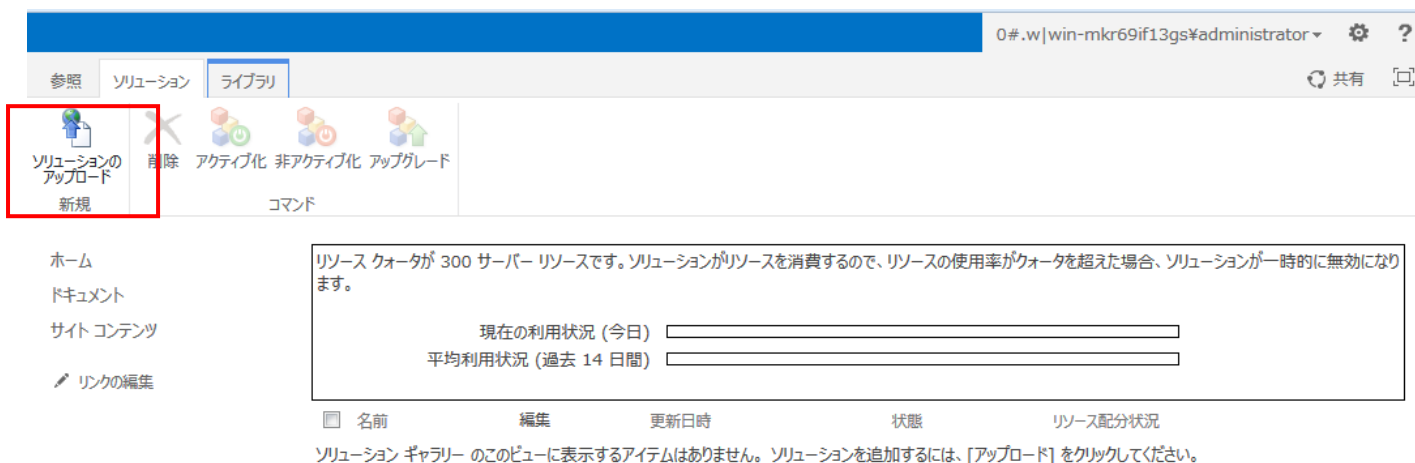 0#.w|win-mkr69if13gs¥administrator ?
参照 ソリューション ライブラリ 共有
ソリューションの
アップロード
削除 アクティブ化 非アクティブ化 アップグレード
新規 コマンド
ホーム
ドキュメント
サイト コンテンツ
リンクの編集
リソース クォータが 300 サーバー リソースです。ソリューションがリソースを消費するので、リソースの使用率がクォータを超えた場合、ソリューションが一時的に無効になり
ます。
現在の利用状況 (今日)
平均利用状況 (過去 14 日間)
名前 編集 更新日時 状態 リソース配分状況
ソリューション ギャラリー のこのビューに表示するアイテムはありません。ソリューションを追加するには、[アップロード] をクリックしてください。